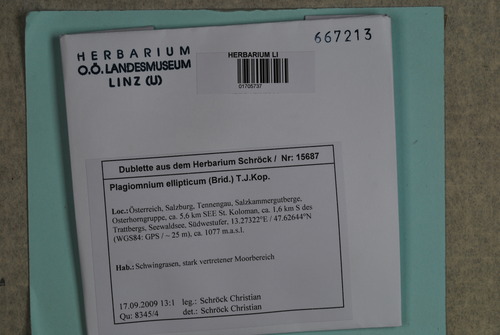 HERBARIUM
O.Ö. LANDESMUSEUM
LINZ (U)
HERBARIUM LI
01705737
667213
Dublette aus dem Herbarium Schröck / Nr: 15687
Plagiomnium ellipticum (Brid.) T.J.Kop.
Loc.: Österreich, Salzburg, Tennengau, Salzkammergutberge,
Osterhorngruppe, ca. 5,6 km SEE St. Koloman, ca. 1,6 km S des
Trattbergs, Seewaldsee, Südwestufer, 13.27322°E / 47.62644°N
(WGS84: GPS / ~ 25 m), ca. 1077 m.a.s.l.
Hab.: Schwingrasen, stark vertretener Moorbereich
17.09.2009 13:1 leg.: Schröck Christian
Qu: 8345/4 det.: Schröck Christian